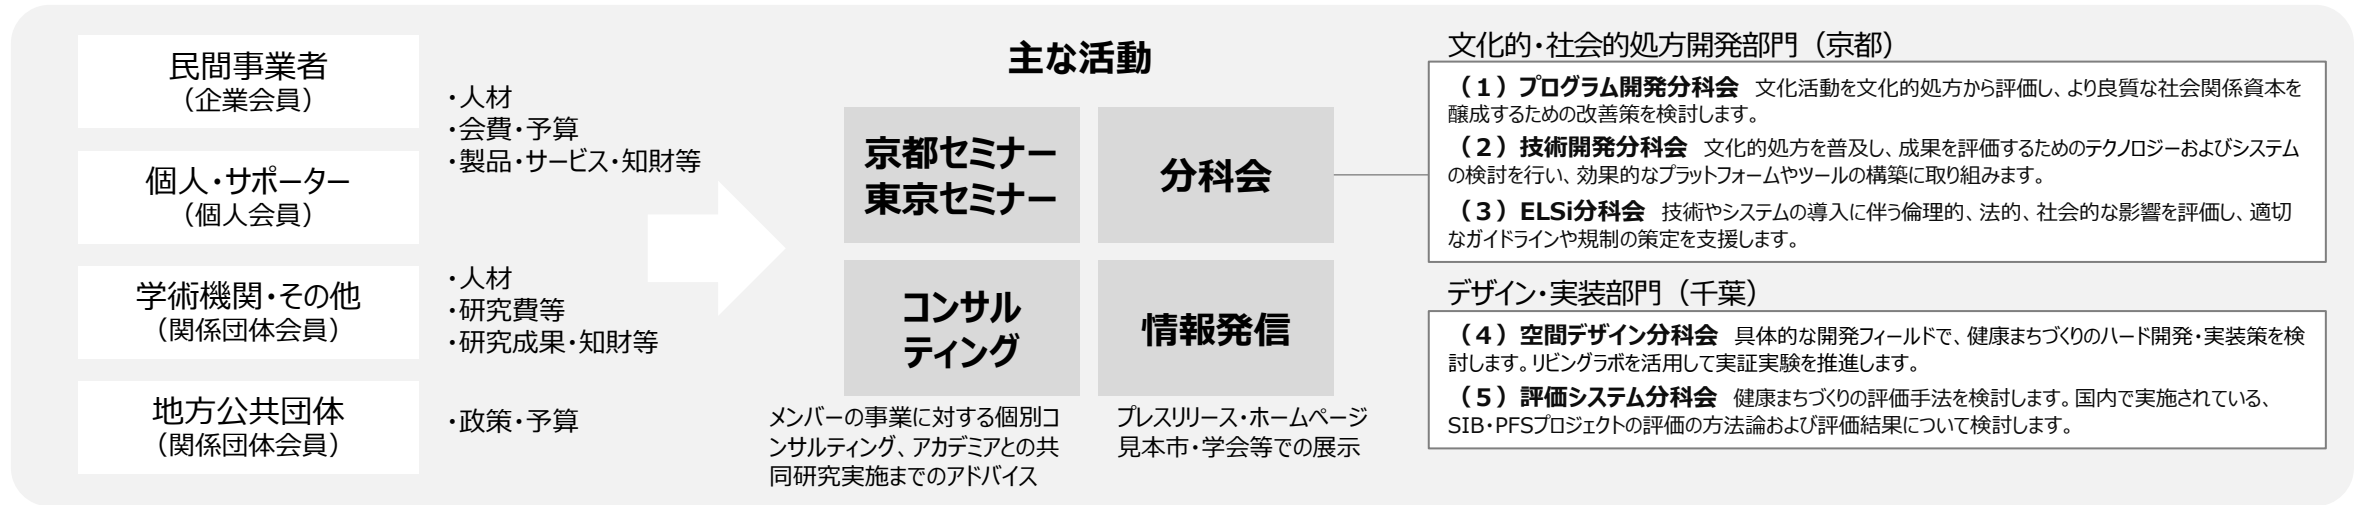 民間事業者
（企業会員）
個人・サポーター
（個人会員）
学術機関・その他
（関係団体会員）
地方公共団体
（関係団体会員）
・人材
・会費・予算
・製品・サービス・知財等
・人材
・研究費等
・研究成果・知財等
・政策・予算
主な活動
京都セミナー
東京セミナー
分科会
コンサル
ティング
情報発信
メンバーの事業に対する個別コ
ンサルティング、アカデミアとの共
同研究実施までのアドバイス
プレスリリース・ホームページ
見本市・学会等での展示
文化的・社会的処方開発部門（京都）
（１）プログラム開発分科会　文化活動を文化的処方から評価し、より良質な社会関係資本を
醸成するための改善策を検討します。
（２）技術開発分科会　文化的処方を普及し、成果を評価するためのテクノロジーおよびシステム
の検討を行い、効果的なプラットフォームやツールの構築に取り組みます。
（３）ELSi分科会　技術やシステムの導入に伴う倫理的、法的、社会的な影響を評価し、適切
なガイドラインや規制の策定を支援します。
デザイン・実装部門（千葉）
（４）空間デザイン分科会　具体的な開発フィールドで、健康まちづくりのハード開発・実装策を検
討します。リビングラボを活用して実証実験を推進します。
（５）評価システム分科会　健康まちづくりの評価手法を検討します。国内で実施されている、
SIB・PFSプロジェクトの評価の方法論および評価結果について検討します。